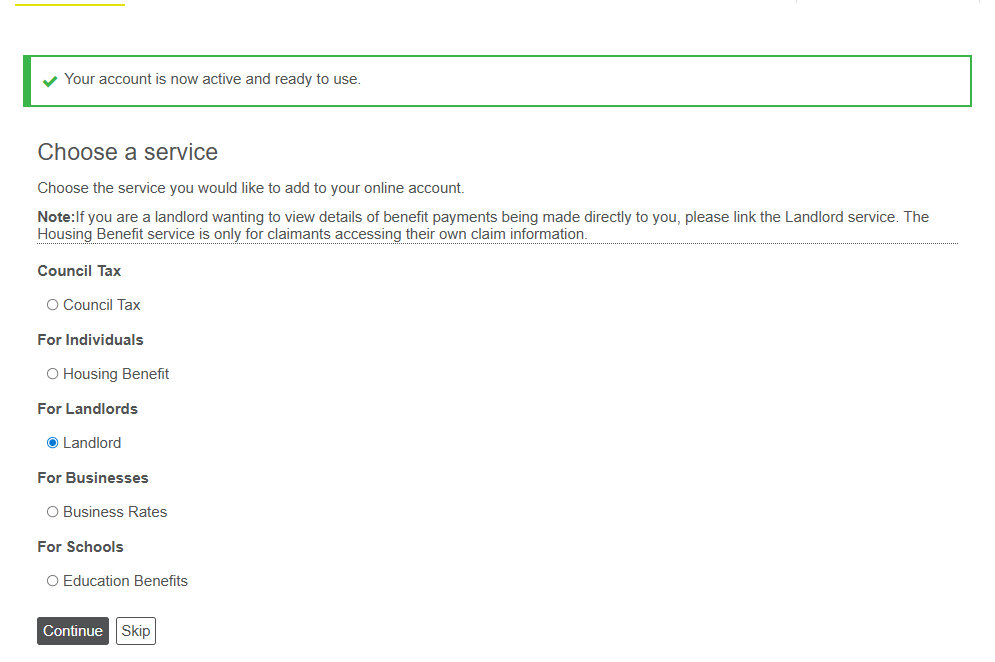 Your account is now active and ready to use.
Choose a service
Choose the service you would like to add to your online account.
Note:If you are a landlord wanting to view details of benefit payments being made directly to you, please link the Landlord service. The
Housing Benefit service is only for claimants accessing their own claim information.
Council Tax
Council Tax
For Individuals
Housing Benefit
For Landlords
Landlord
For Businesses
Business Rates
For Schools
Education Benefits
Continue Skip